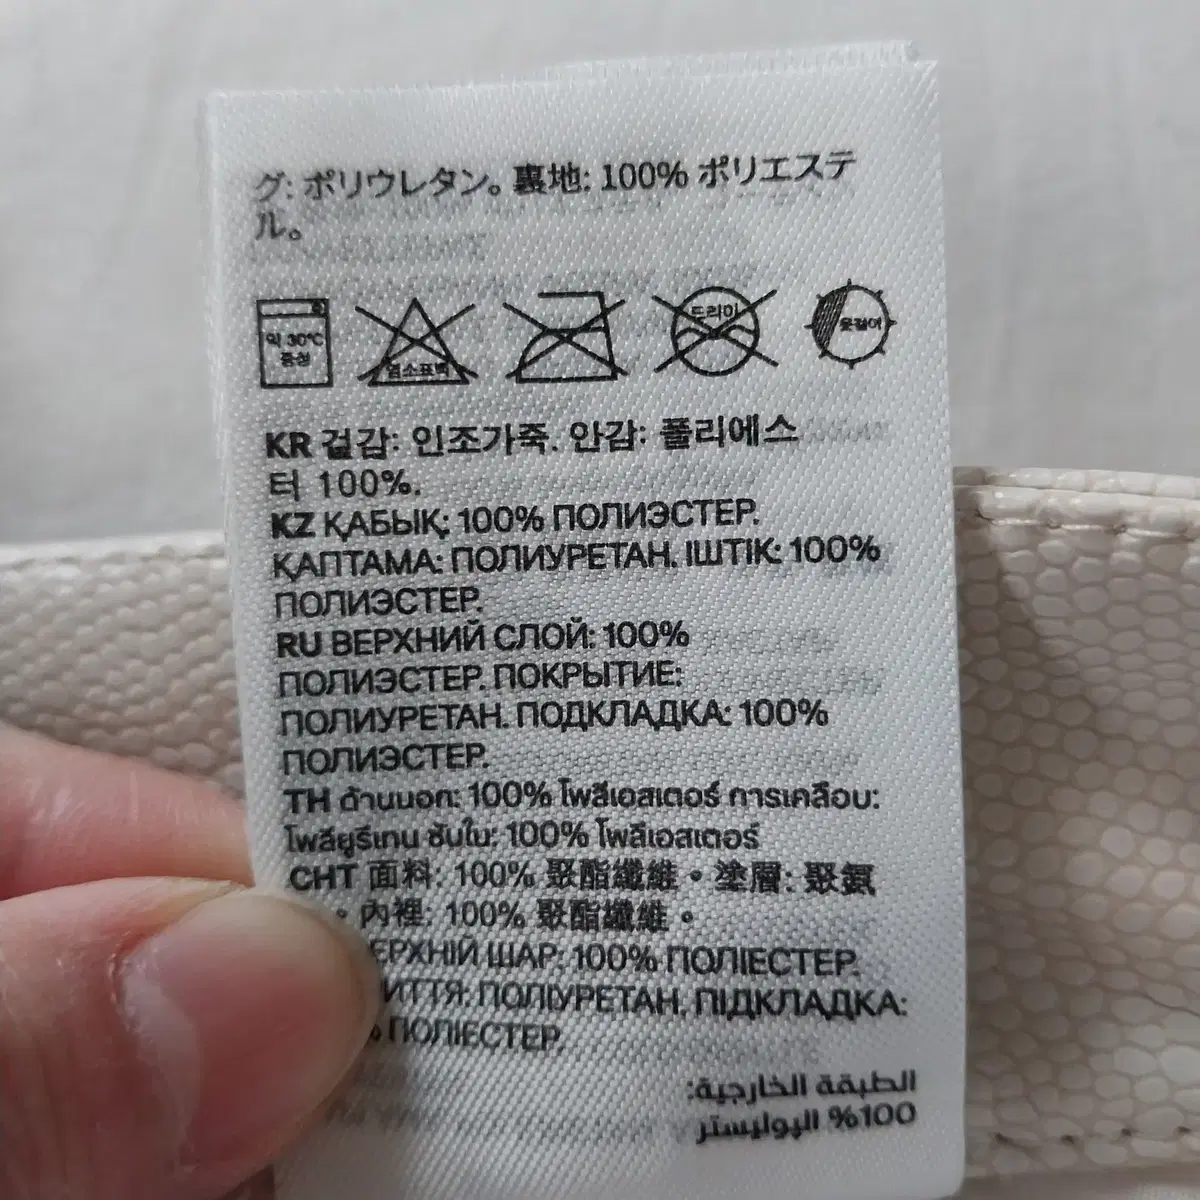 グ: ポリウレタン。裏地: 100% ポリエステ
ル。
약 30°C
중성
염소표백
드라이
옷걸이
KR 겉감: 인조가죽. 안감: 폴리에스
터 100%.
KZ ҚАБЫҚ: 100% ПОЛИЭСТЕР.
ҚАПТАМА: ПОЛИУРЕТАН. ІШТІК: 100%
ПОЛИЭСТЕР.
RU ВЕРХНИЙ СЛОЙ: 100%
ПОЛИЭСТЕР. ПОКРЫТИЕ:
ПОЛИУРЕТАН. ПОДКЛАДКА: 100%
ПОЛИЭСТЕР.
TH ด้านนอก: 100% โพลีเอสเตอร์ การเคลือบ:
โพลียูรีเทน ซับใน: 100% โพลีเอสเตอร์
CHT 面料: 100% 聚酯纖維。塗層: 聚氨
。內裡: 100% 聚酯纖維。
ЕРХНІЙ ШАР: 100% ПОЛІЕСТЕР.
ИТТЯ: ПОЛІУРЕТАН. ПІДКЛАДКА:
% ПОЛІЕСТЕР.
الطبقة الخارجية:
100% البوليستر